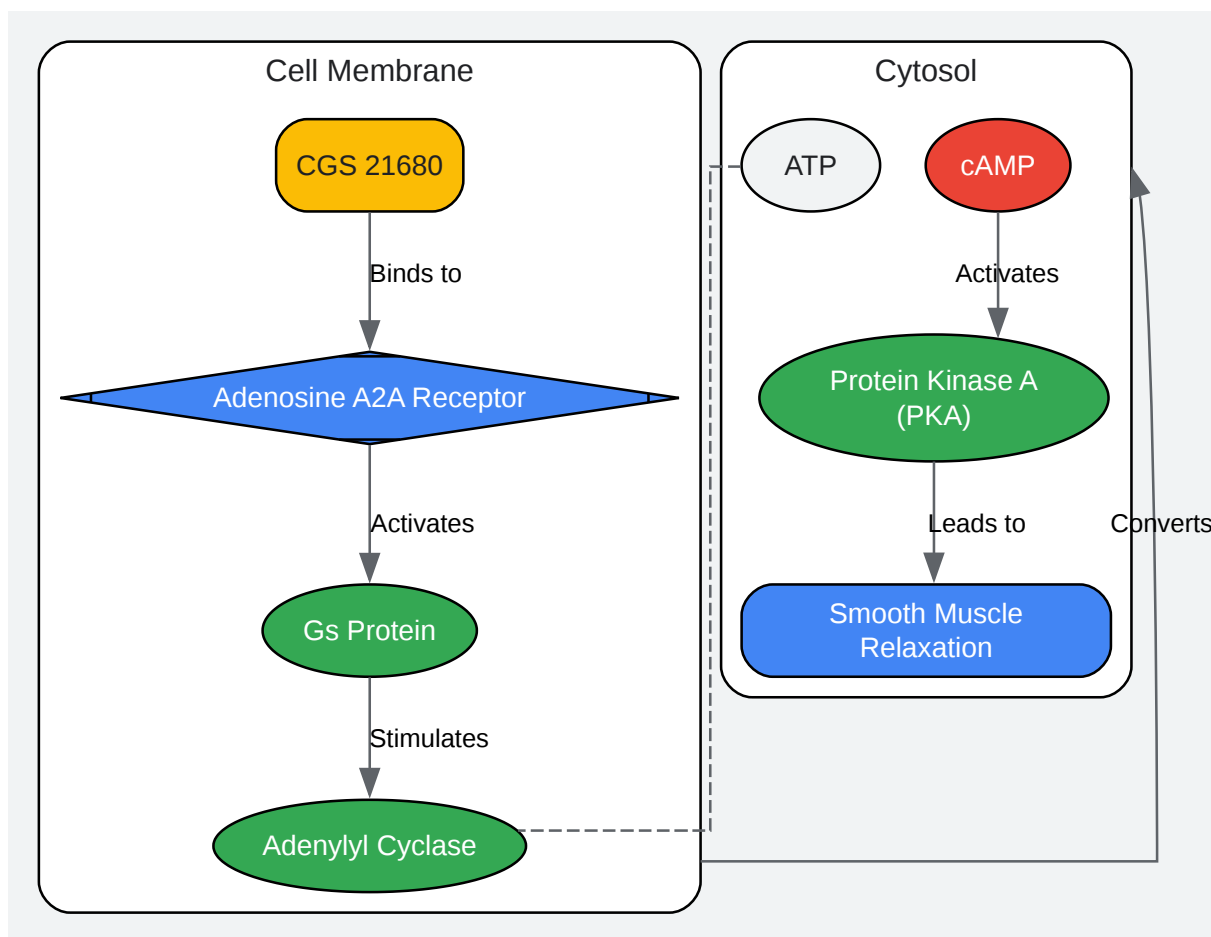 Cell Membrane
CGS 21680
Binds to
Adenosine A2A Receptor
Activates
Gs Protein
Stimulates
Adenylyl Cyclase
Cytosol
ATP
cAMP
Activates
Protein Kinase A
(PKA)
Leads to
Converts
Smooth Muscle
Relaxation